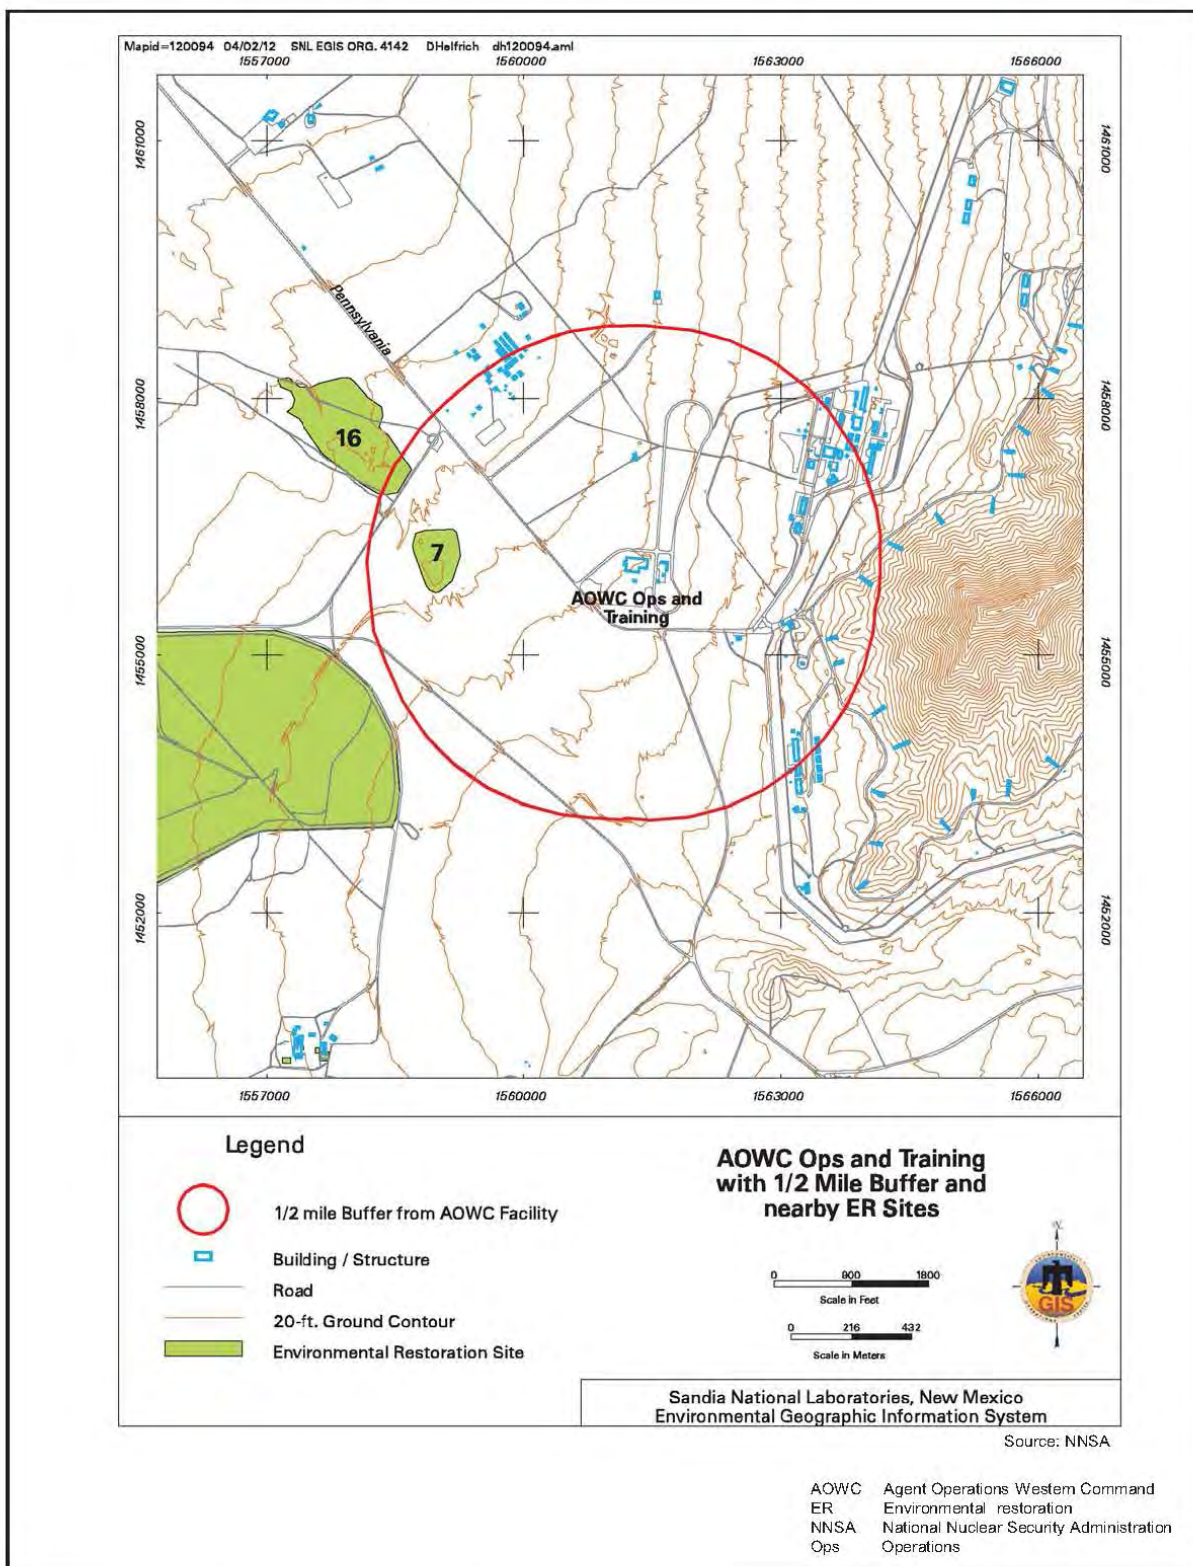 Mapid=120094 04/02/12 SNL EGIS ORG. 4142 DHelfrich dh120094.aml
1557000 1560000 1563000 1566000
1461000
1461000
Pennsylvania
1458000
1458000
16
7
AOWC Ops and
Training
1455000
1455000
1452000
1452000
1557000 1560000 1563000 1566000
Legend
1/2 mile Buffer from AOWC Facility
Building / Structure
Road
20-ft. Ground Contour
Environmental Restoration Site
AOWC Ops and Training
with 1/2 Mile Buffer and
nearby ER Sites
0 900 1800
Scale in Feet
0 216 432
Scale in Meters
GIS
Sandia National Laboratories, New Mexico
Environmental Geographic Information System
Source: NNSA
AOWC Agent Operations Western Command
ER Environmental restoration
NNSA National Nuclear Security Administration
Ops Operations